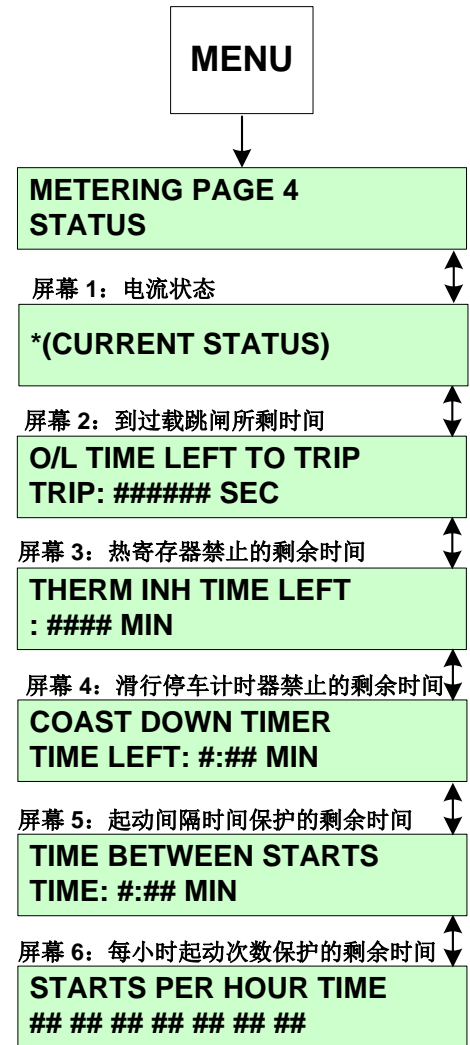 MENU
METERING PAGE 4
STATUS
屏幕 1：电流状态
*(CURRENT STATUS)
屏幕 2：到过载跳闸所剩时间
O/L TIME LEFT TO TRIP
TRIP: ###### SEC
屏幕 3：热寄存器禁止的剩余时间
THERM INH TIME LEFT
: #### MIN
屏幕 4：滑行停车计时器禁止的剩余时间
COAST DOWN TIMER
TIME LEFT: #:## MIN
屏幕 5：起动间隔时间保护的剩余时间
TIME BETWEEN STARTS
TIME: #:## MIN
屏幕 6：每小时起动次数保护的剩余时间
STARTS PER HOUR TIME
## ## ## ## ## ## ##